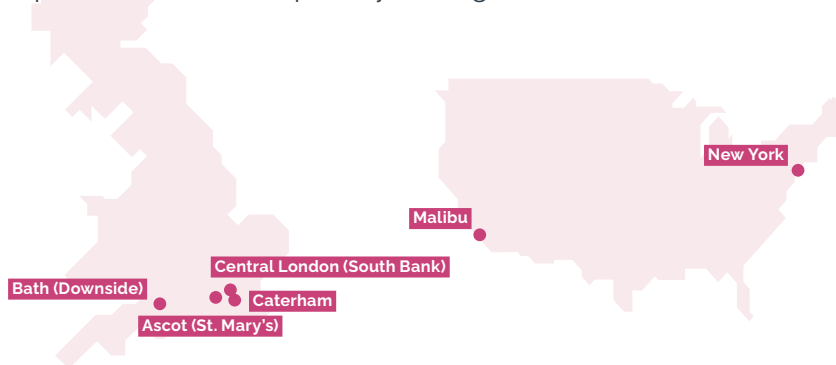 New York
Malibu
Central London (South Bank)
Bath (Downside)
Caterham
Ascot (St. Mary's)